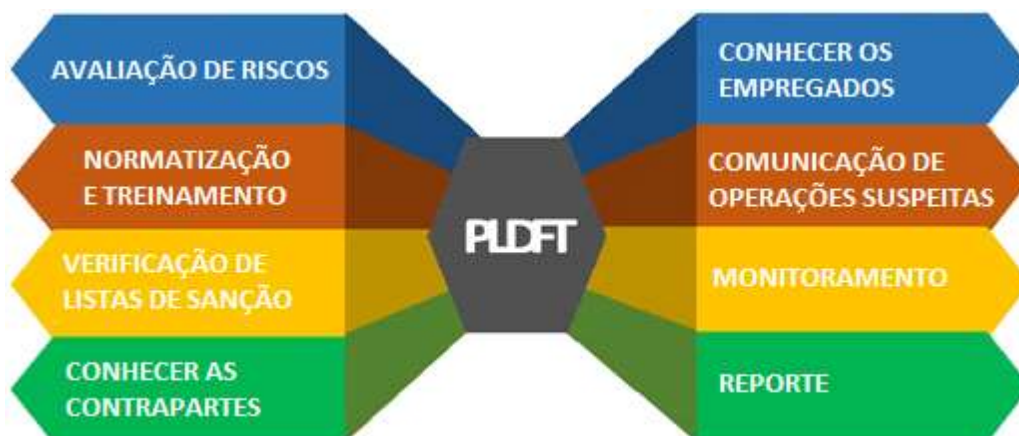 AVALIAÇÃO DE RISCOS
NORMATIZAÇÃO
E TREINAMENTO
VERIFICAÇÃO DE
LISTAS DE SANÇÃO
CONHECER AS
CONTRAPARTES
PLDFT
CONHECER OS
EMPREGADOS
COMUNICAÇÃO DE
OPERAÇÕES SUSPEITAS
MONITORAMENTO
REPORTE